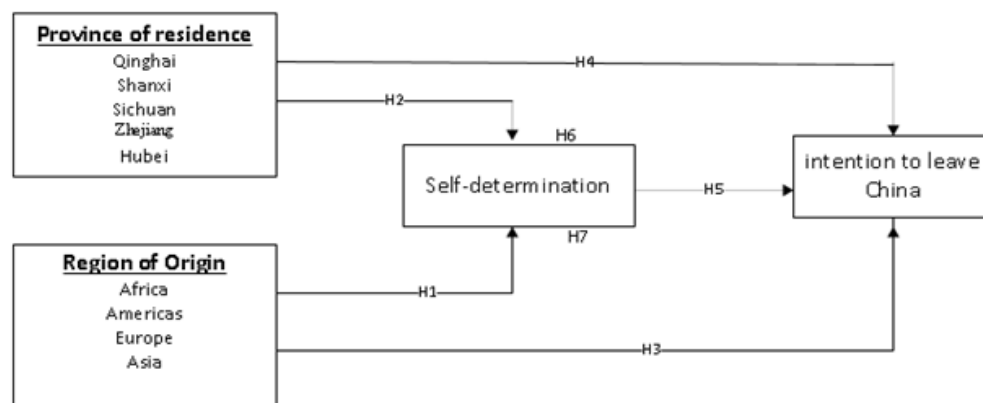 Province of residence
Qinghai
Shanxi
Sichuan
Zhejiang
Hubei
H4
H2
H6
Self-determination
H7
H5
intention to leave
China
Region of Origin
Africa
Americas
Europe
Asia
H1
H3